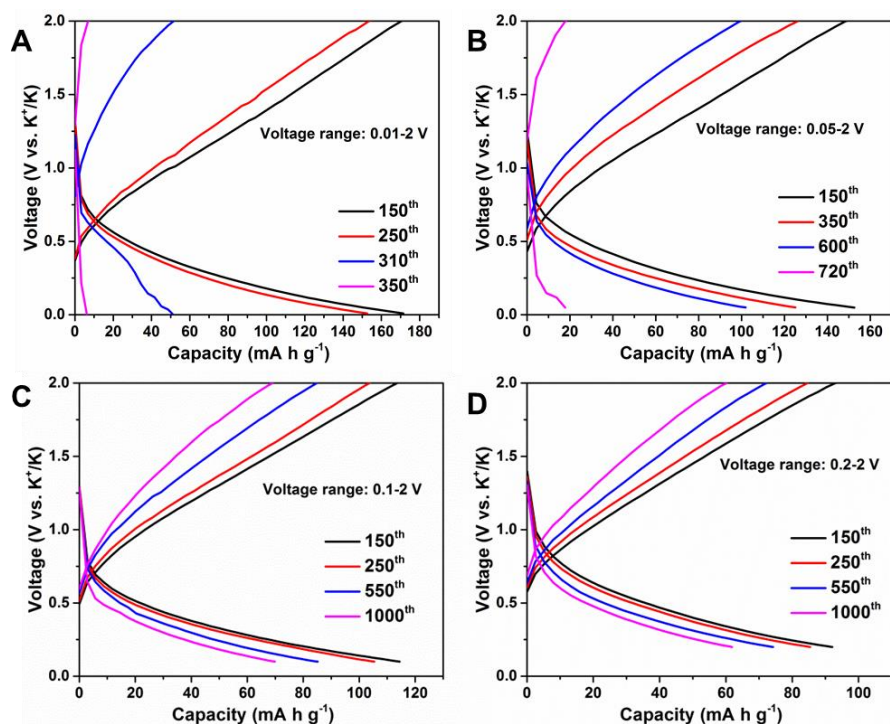 A
2.0
1.5
1.0
0.5
0.0
Voltage (V vs. K⁺/K)
Voltage range: 0.01-2 V
150ᵗʰ
250ᵗʰ
310ᵗʰ
350ᵗʰ
0 20 40 60 80 100 120 140 160 180
Capacity (mA h g⁻¹)
B
2.0
1.5
1.0
0.5
0.0
Voltage (V vs. K⁺/K)
Voltage range: 0.05-2 V
150ᵗʰ
350ᵗʰ
600ᵗʰ
720ᵗʰ
0 20 40 60 80 100 120 140 160
Capacity (mA h g⁻¹)
C
2.0
1.5
1.0
0.5
0.0
Voltage (V vs. K⁺/K)
Voltage range: 0.1-2 V
150ᵗʰ
250ᵗʰ
550ᵗʰ
1000ᵗʰ
0 20 40 60 80 100 120
Capacity (mA h g⁻¹)
D
2.0
1.5
1.0
0.5
0.0
Voltage (V vs. K⁺/K)
Voltage range: 0.2-2 V
150ᵗʰ
250ᵗʰ
550ᵗʰ
1000ᵗʰ
0 20 40 60 80 100
Capacity (mA h g⁻¹)